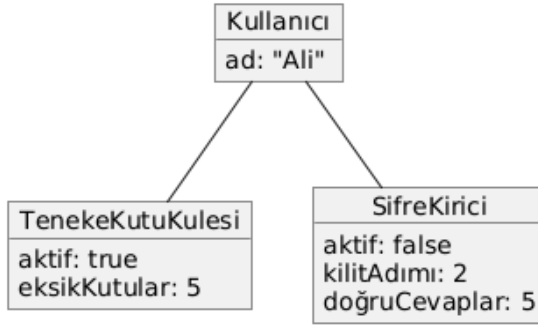 Kullanıcı
ad: "Ali"
TenekeKutuKulesi
aktif: true
eksikKutular: 5
SifreKirici
aktif: false
kilitAdımı: 2
doğruCevaplar: 5